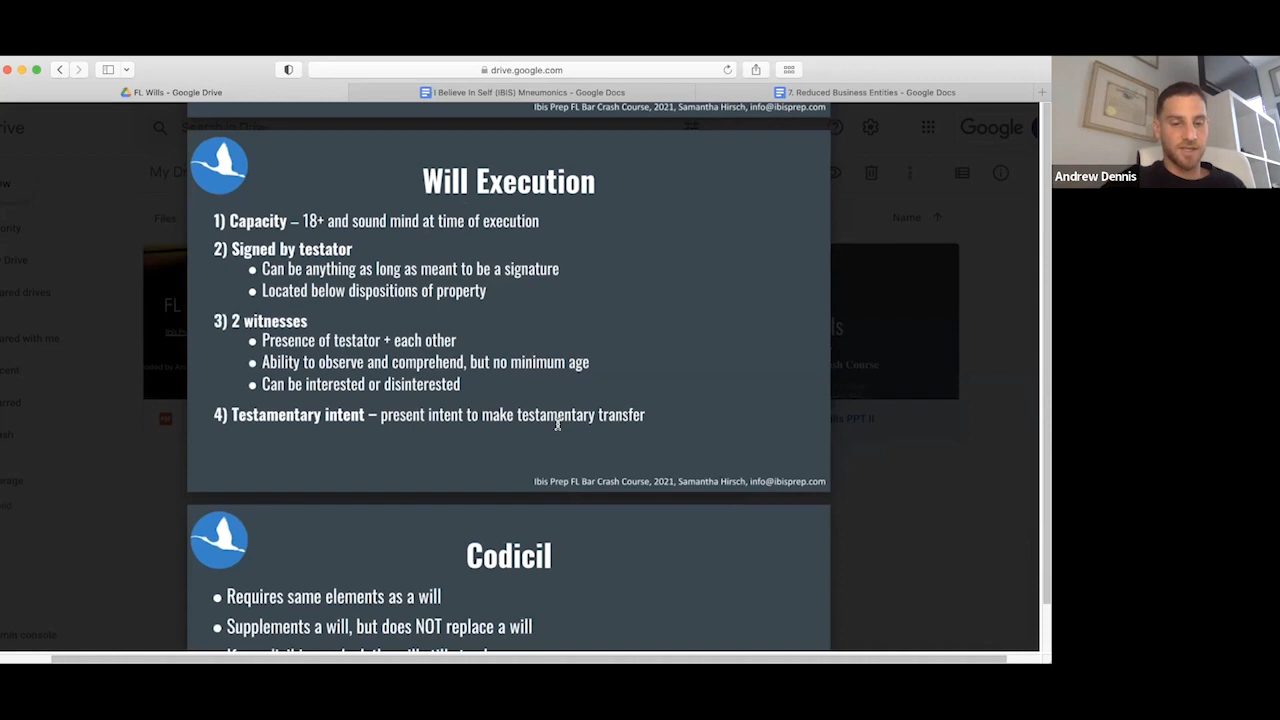 drive.google.com
FL Wills - Google Drive
I Believe In Self (IBIS) Mneumonics - Google Docs
7. Reduced Business Entities - Google Docs
Ibis Prep FL Bar Crash Course, 2021, Samantha Hirsch, info@ibisprep.com
Google
My
Files
Name
Drive
FL
Will Execution
1) Capacity – 18+ and sound mind at time of execution
2) Signed by testator
● Can be anything as long as meant to be a signature
● Located below dispositions of property
3) 2 witnesses
● Presence of testator + each other
● Ability to observe and comprehend, but no minimum age
● Can be interested or disinterested
4) Testamentary intent – present intent to make testamentary transfer
Ibis Prep FL Bar Crash Course, 2021, Samantha Hirsch, info@ibisprep.com
Codicil
● Requires same elements as a will
● Supplements a will, but does NOT replace a will
Andrew Dennis